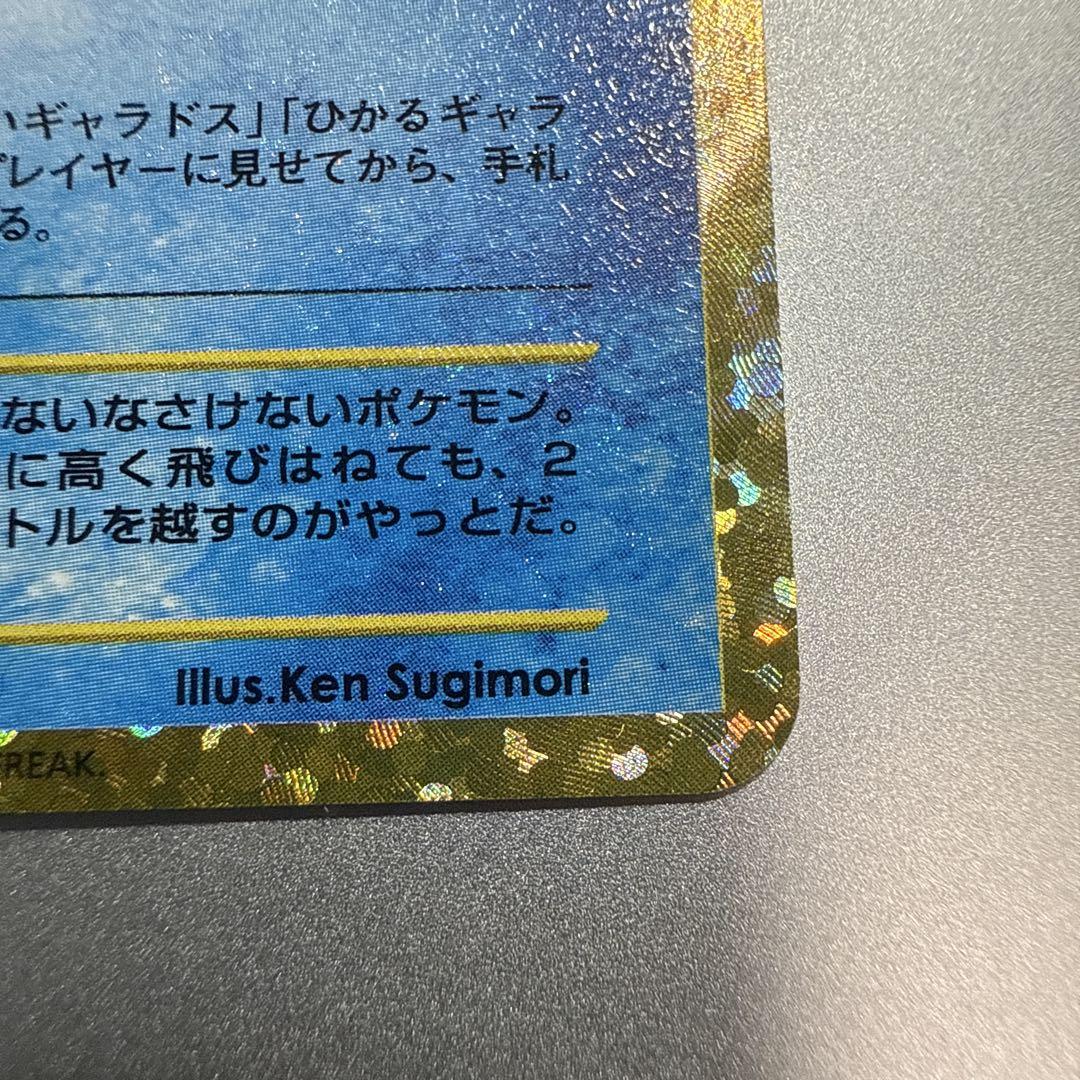 いギャラドス」「ひかるギャラ
プレイヤーに見せてから、手札
る。
ないなさけないポケモン。
に高く飛びはねても、2
トルを越すのがやっとだ。
Illus.Ken Sugimori
FREAK.